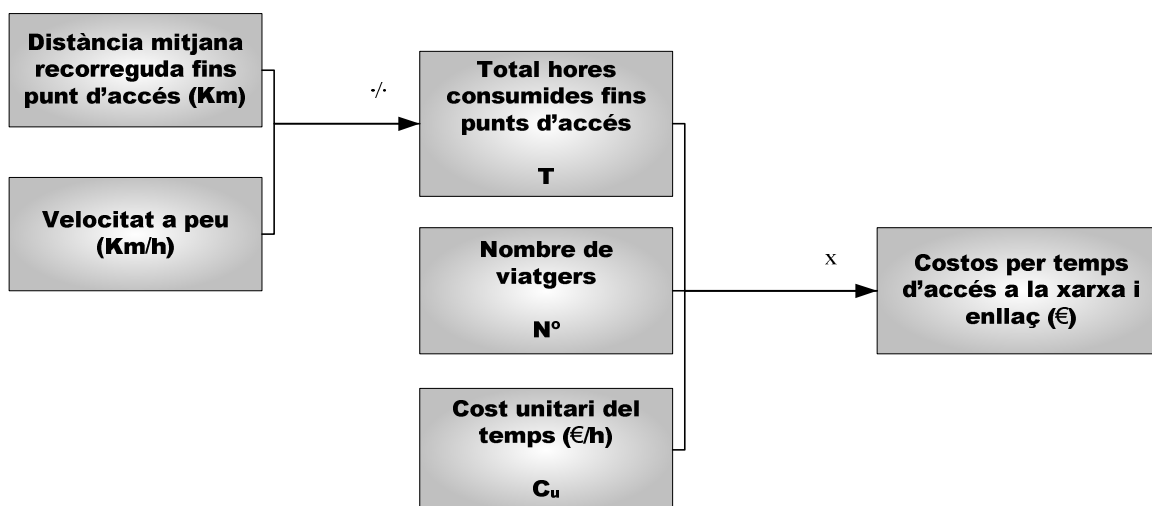 Distància mitjana
recorreguda fins
punt d'accés (Km)
Velocitat a peu
(Km/h)
·/·
Total hores
consumides fins
punts d'accés
T
Nombre de
viatgers
Nº
Cost unitari del
temps (€/h)
Cu
x
Costos per temps
d'accés a la xarxa i
enllaç (€)